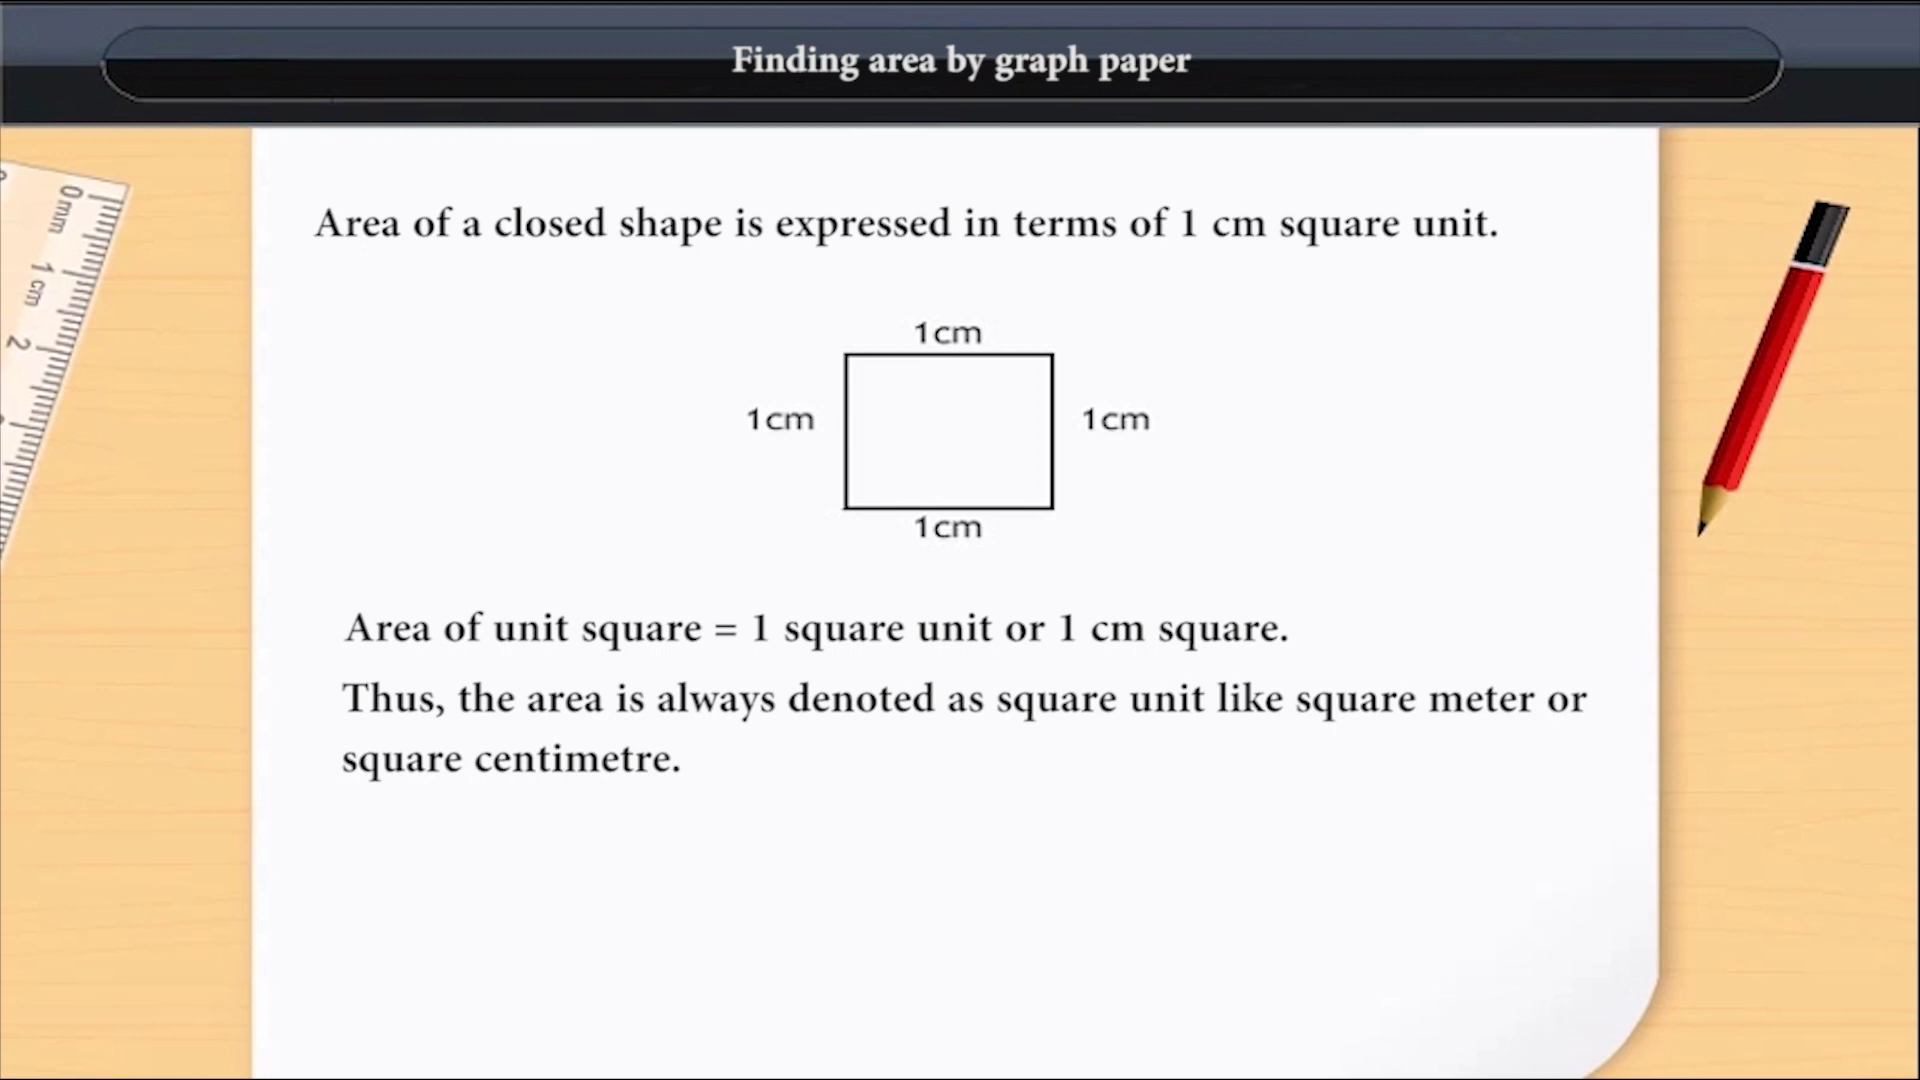 Finding area by graph paper
0mm
1 cm
2
Area of a closed shape is expressed in terms of 1 cm square unit.
1cm
1cm
1cm
1cm
Area of unit square = 1 square unit or 1 cm square.
Thus, the area is always denoted as square unit like square meter or
square centimetre.